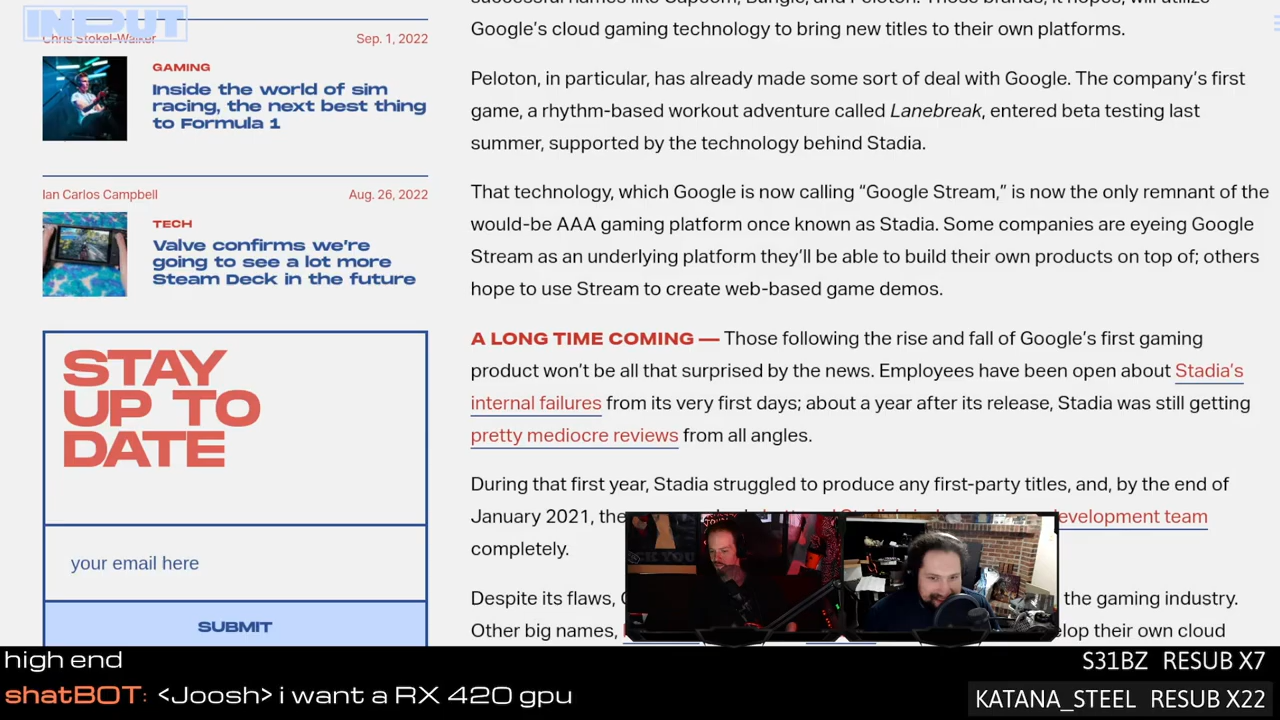 INPUT
Chris Stokel-Walker Sep. 1, 2022
GAMING
Inside the world of sim
racing, the next best thing
to Formula 1
Ian Carlos Campbell Aug. 26, 2022
TECH
Valve confirms we're
going to see a lot more
Steam Deck in the future
STAY
UP TO
DATE
your email here
SUBMIT
Google's cloud gaming technology to bring new titles to their own platforms.
Peloton, in particular, has already made some sort of deal with Google. The company's first
game, a rhythm-based workout adventure called Lanebreak, entered beta testing last
summer, supported by the technology behind Stadia.
That technology, which Google is now calling “Google Stream,” is now the only remnant of the
would-be AAA gaming platform once known as Stadia. Some companies are eyeing Google
Stream as an underlying platform they'll be able to build their own products on top of; others
hope to use Stream to create web-based game demos.
A LONG TIME COMING — Those following the rise and fall of Google's first gaming
product won't be all that surprised by the news. Employees have been open about Stadia's
internal failures from its very first days; about a year after its release, Stadia was still getting
pretty mediocre reviews from all angles.
During that first year, Stadia struggled to produce any first-party titles, and, by the end of
January 2021, the development team
completely.
Despite its flaws, the gaming industry.
Other big names, their own cloud
high end
shatBOT: <Joosh> i want a RX 420 gpu
S31BZ RESUB X7
KATANA_STEEL RESUB X22